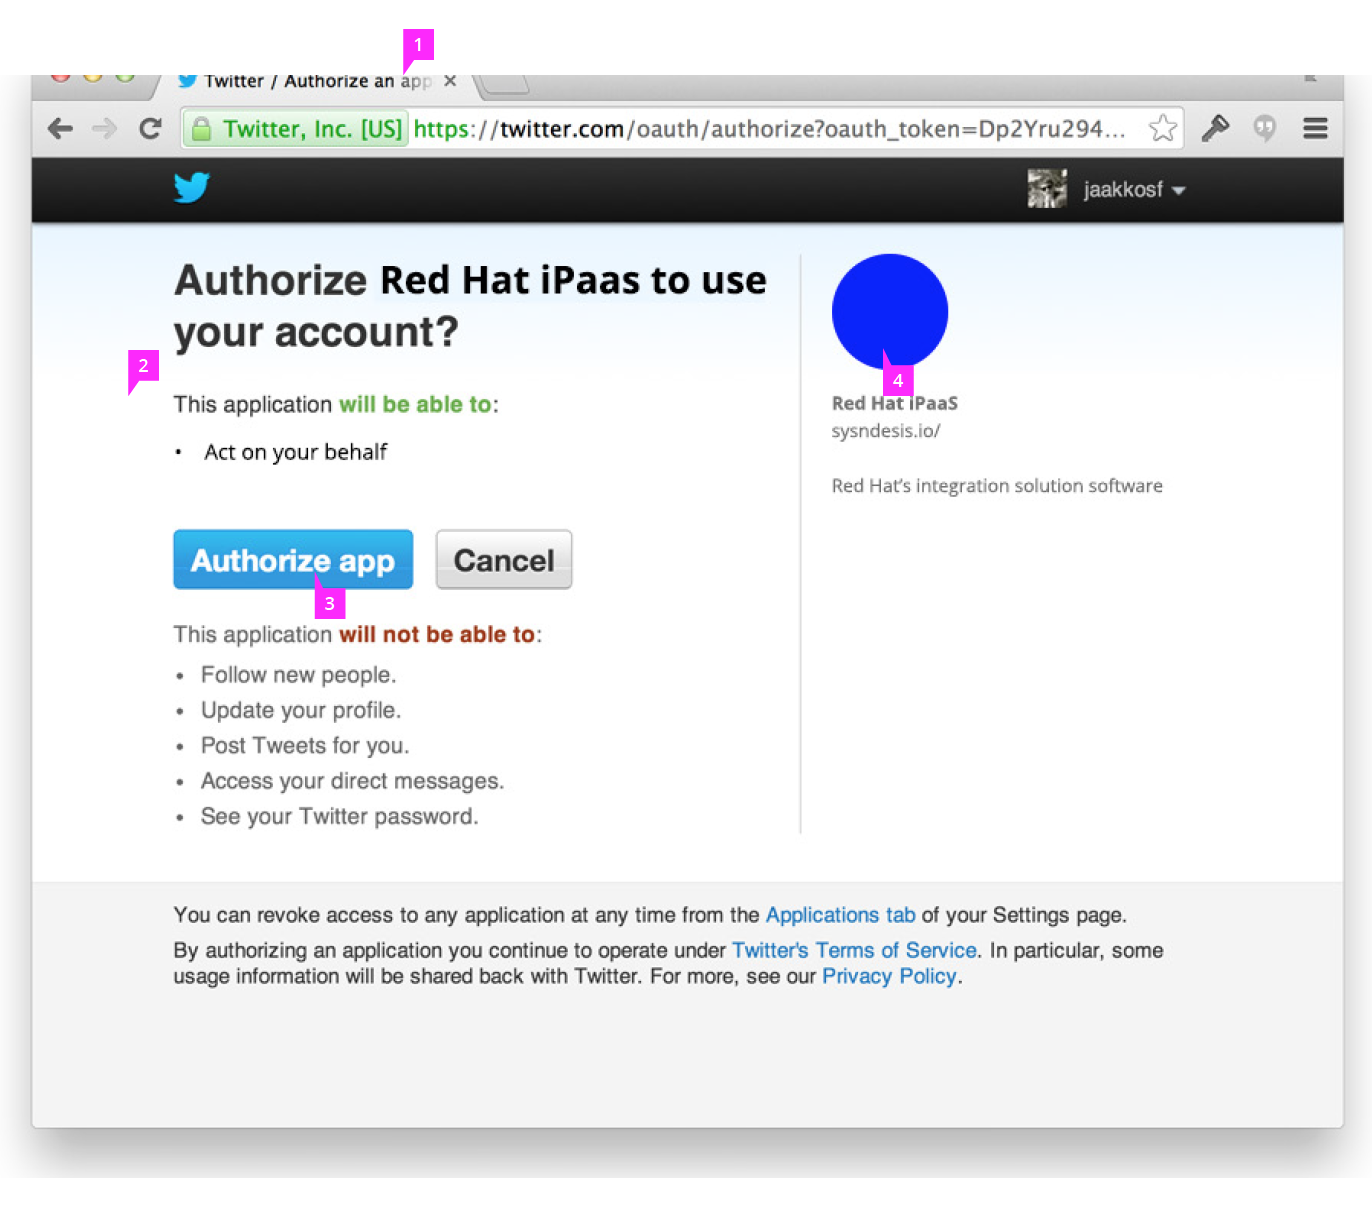 1
Twitter / Authorize an app
Twitter, Inc. [US] https://twitter.com/oauth/authorize?oauth_token=Dp2Yru294...
jaakkosf
Authorize Red Hat iPaas to use
your account?
2
This application will be able to:
• Act on your behalf
Authorize app Cancel
3
This application will not be able to:
• Follow new people.
• Update your profile.
• Post Tweets for you.
• Access your direct messages.
• See your Twitter password.
4
Red Hat iPaaS
sysndesis.io/
Red Hat's integration solution software
You can revoke access to any application at any time from the Applications tab of your Settings page.
By authorizing an application you continue to operate under Twitter's Terms of Service. In particular, some
usage information will be shared back with Twitter. For more, see our Privacy Policy.